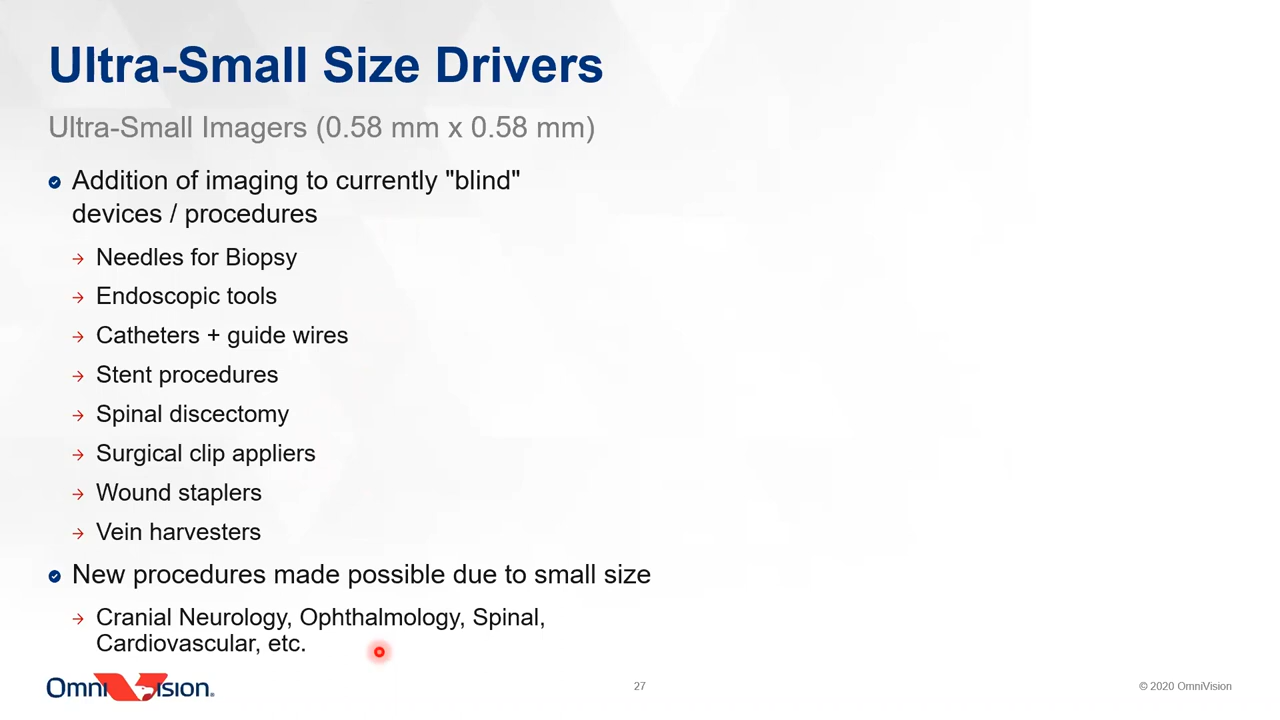 Ultra-Small Size Drivers
Ultra-Small Imagers (0.58 mm x 0.58 mm)
Addition of imaging to currently "blind"
devices / procedures
Needles for Biopsy
Endoscopic tools
Catheters + guide wires
Stent procedures
Spinal discectomy
Surgical clip appliers
Wound staplers
Vein harvesters
New procedures made possible due to small size
Cranial Neurology, Ophthalmology, Spinal,
Cardiovascular, etc.
OmniVision®
27
© 2020 OmniVision